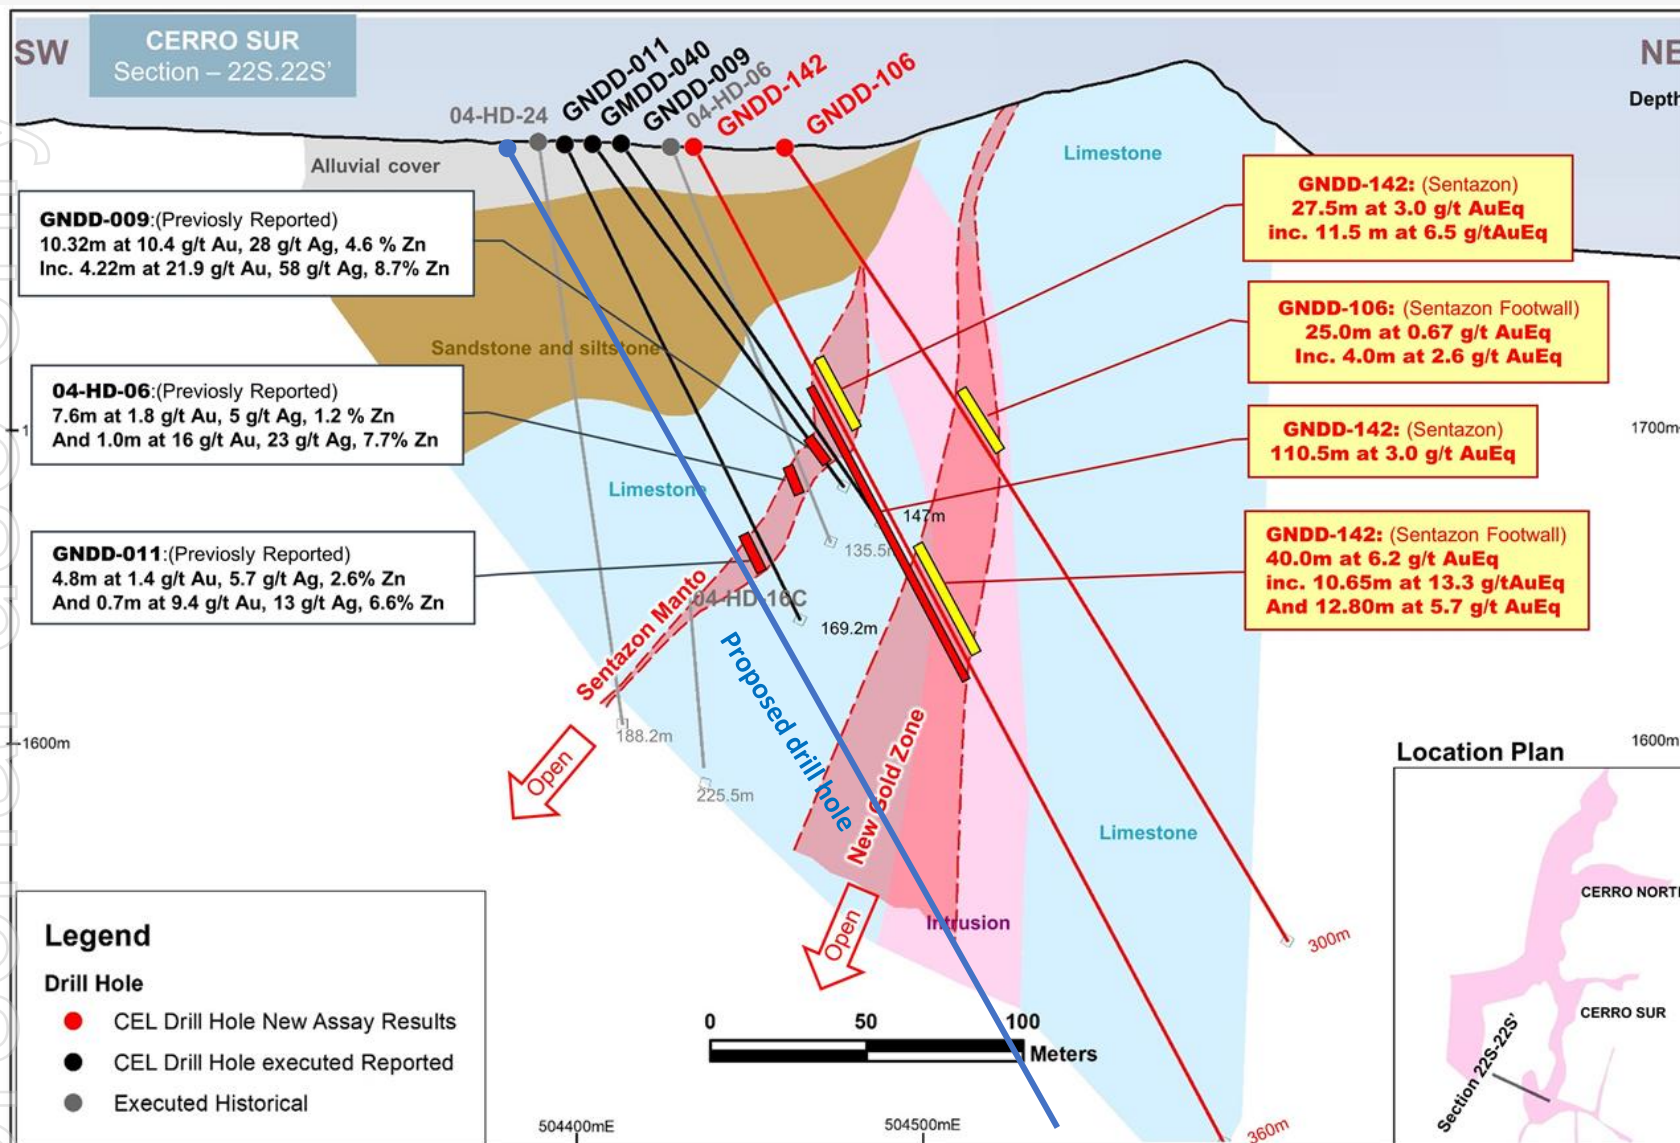 SW
CERRO SUR
Section – 22S.22S'
NE
Depth
04-HD-24
GNDD-011
GMDD-040
GNDD-009
04-HD-06
GNDD-142
GNDD-106
Alluvial cover
Limestone
GNDD-009:(Previosly Reported)
10.32m at 10.4 g/t Au, 28 g/t Ag, 4.6 % Zn
Inc. 4.22m at 21.9 g/t Au, 58 g/t Ag, 8.7% Zn
GNDD-142: (Sentazon)
27.5m at 3.0 g/t AuEq
inc. 11.5 m at 6.5 g/tAuEq
GNDD-106: (Sentazon Footwall)
25.0m at 0.67 g/t AuEq
Inc. 4.0m at 2.6 g/t AuEq
Sandstone and siltstone
04-HD-06:(Previosly Reported)
7.6m at 1.8 g/t Au, 5 g/t Ag, 1.2 % Zn
And 1.0m at 16 g/t Au, 23 g/t Ag, 7.7% Zn
GNDD-142: (Sentazon)
110.5m at 3.0 g/t AuEq
1700m
Limestone
147m
135.5m
GNDD-011:(Previosly Reported)
4.8m at 1.4 g/t Au, 5.7 g/t Ag, 2.6% Zn
And 0.7m at 9.4 g/t Au, 13 g/t Ag, 6.6% Zn
GNDD-142: (Sentazon Footwall)
40.0m at 6.2 g/t AuEq
inc. 10.65m at 13.3 g/tAuEq
And 12.80m at 5.7 g/t AuEq
04-HD-16C
169.2m
Sentazon Manto
Proposed drill hole
188.2m
225.5m
1600m
1600m
Open
New Gold Zone
Limestone
Open
Intrusion
300m
360m
Location Plan
CERRO NORT
CERRO SUR
Section 22S-22S'
Legend
Drill Hole
CEL Drill Hole New Assay Results
CEL Drill Hole executed Reported
Executed Historical
0 50 100
Meters
504400mE
504500mE